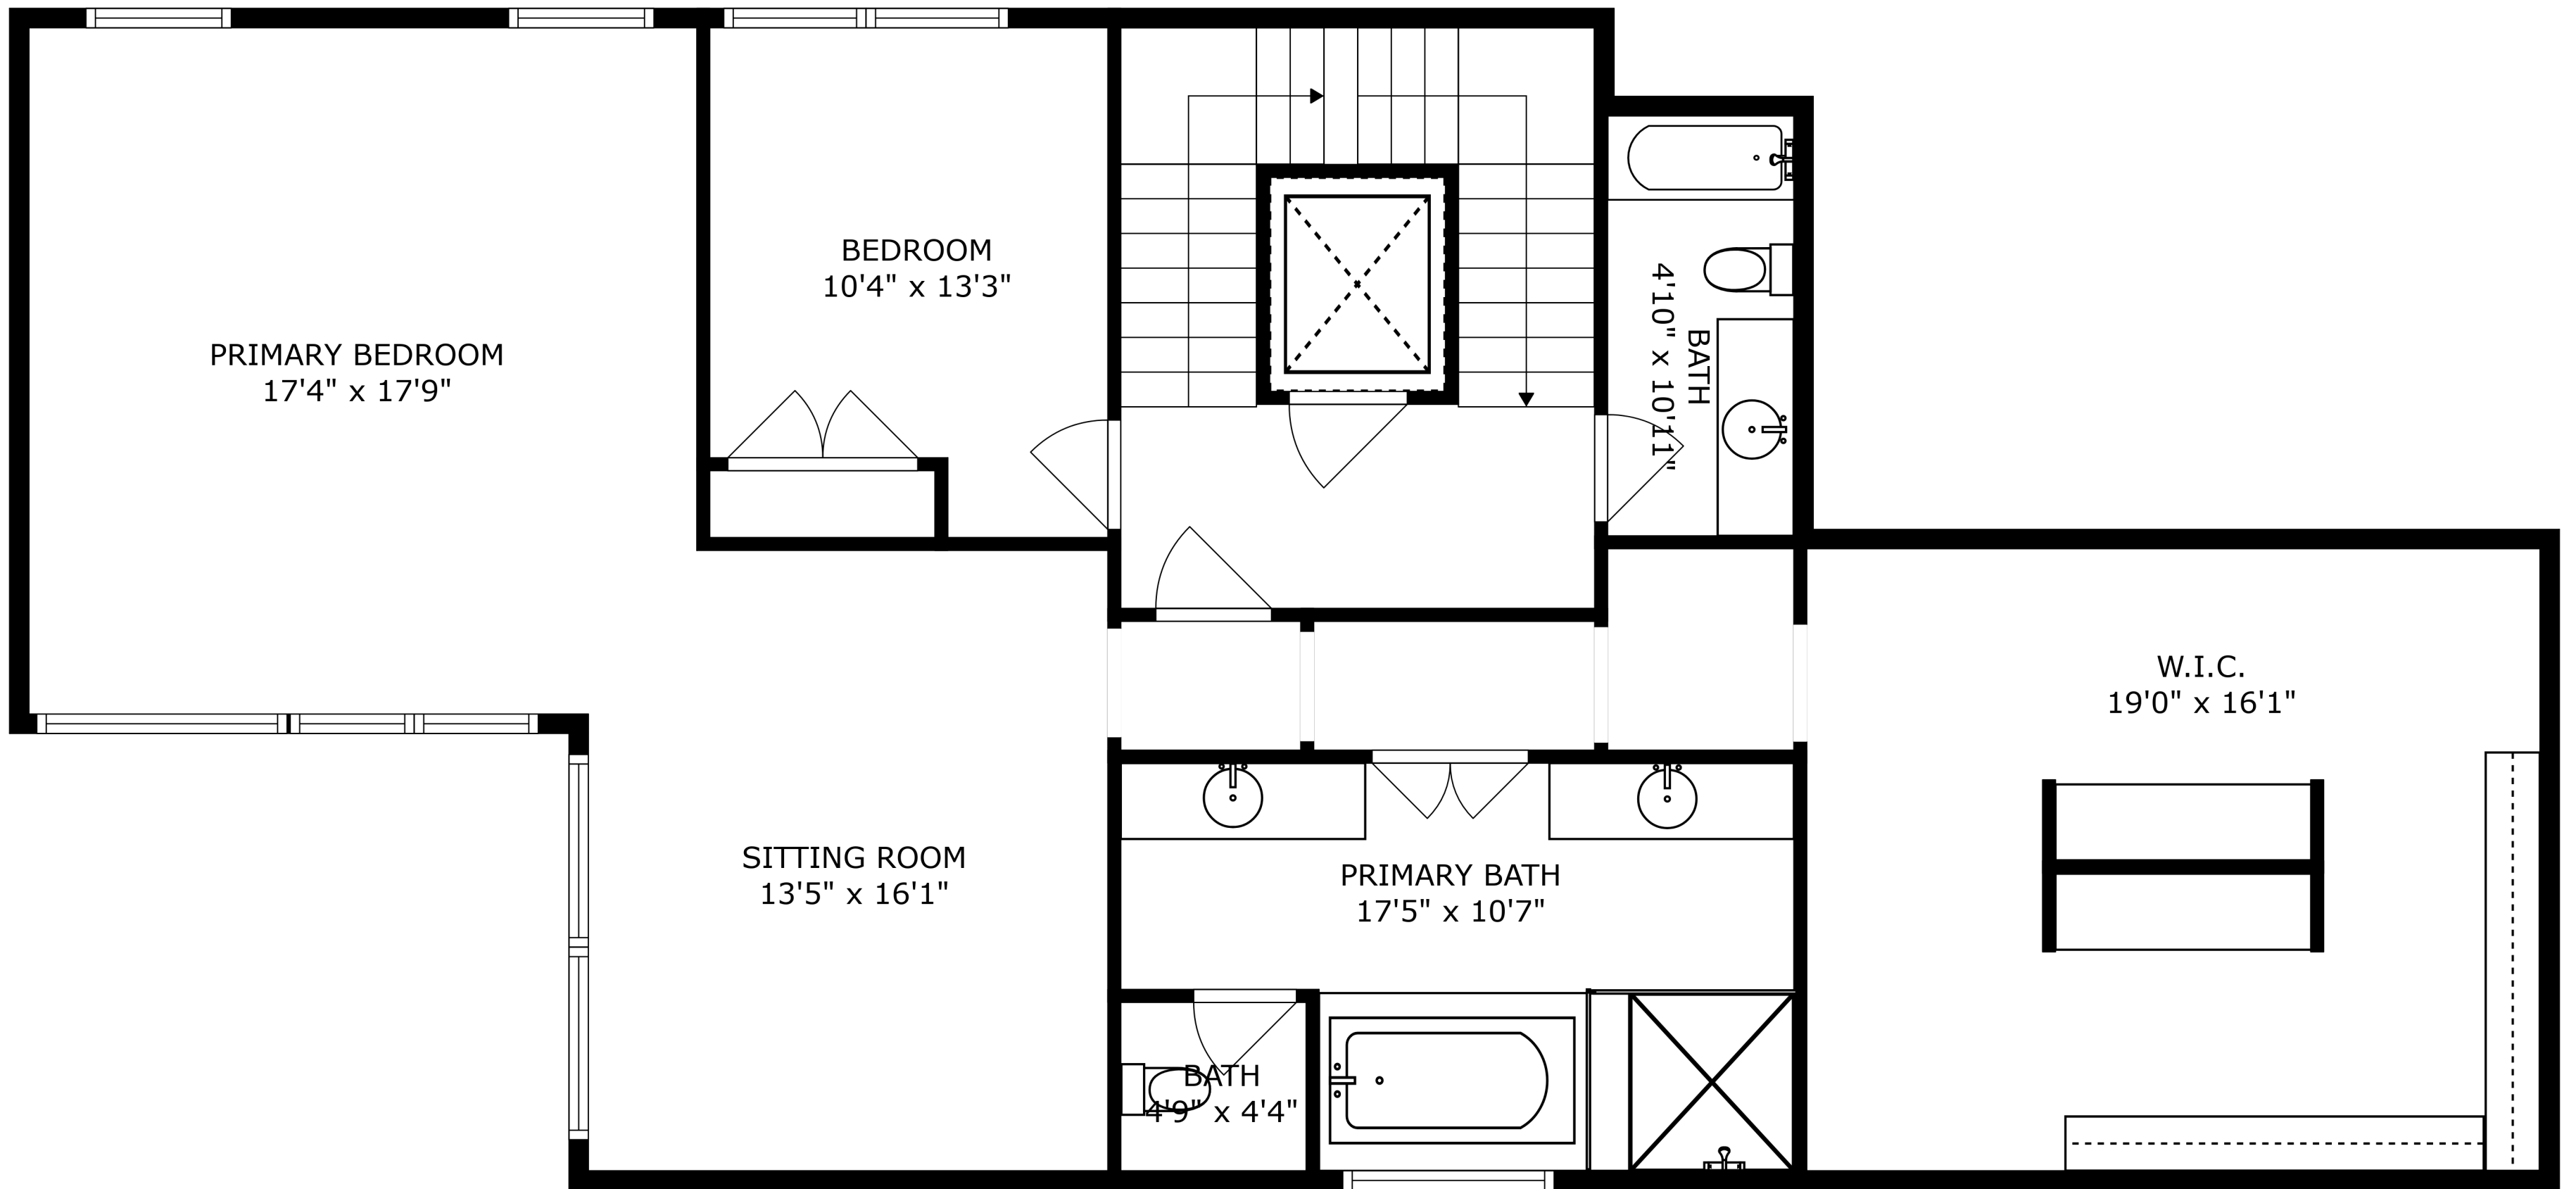 BEDROOM
10'4" x 13'3"
PRIMARY BEDROOM
17'4" x 17'9"
BATH
4'10" x 10'11"
W.I.C.
19'0" x 16'1"
SITTING ROOM
13'5" x 16'1"
PRIMARY BATH
17'5" x 10'7"
BATH
4'9" x 4'4"